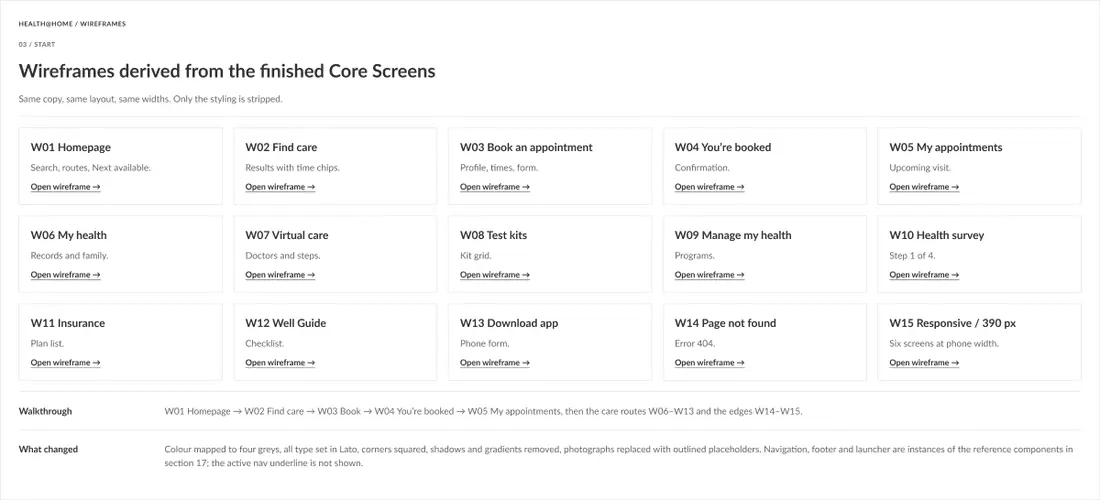 HEALTH@HOME / WIREFRAMES
03 / START
Wireframes derived from the finished Core Screens
Same copy, same layout, same widths. Only the styling is stripped.
W01 Homepage
Search, routes, Next available.
Open wireframe →
W02 Find care
Results with time chips.
Open wireframe →
W03 Book an appointment
Profile, times, form.
Open wireframe →
W04 You're booked
Confirmation.
Open wireframe →
W05 My appointments
Upcoming visit.
Open wireframe →
W06 My health
Records and family.
Open wireframe →
W07 Virtual care
Doctors and steps.
Open wireframe →
W08 Test kits
Kit grid.
Open wireframe →
W09 Manage my health
Programs.
Open wireframe →
W10 Health survey
Step 1 of 4.
Open wireframe →
W11 Insurance
Plan list.
Open wireframe →
W12 Well Guide
Checklist.
Open wireframe →
W13 Download app
Phone form.
Open wireframe →
W14 Page not found
Error 404.
Open wireframe →
W15 Responsive / 390 px
Six screens at phone width.
Open wireframe →
Walkthrough
W01 Homepage → W02 Find care → W03 Book → W04 You're booked → W05 My appointments, then the care routes W06–W13 and the edges W14–W15.
What changed
Colour mapped to four greys, all type set in Lato, corners squared, shadows and gradients removed, photographs replaced with outlined placeholders. Navigation, footer and launcher are instances of the reference components in
section 17; the active nav underline is not shown.